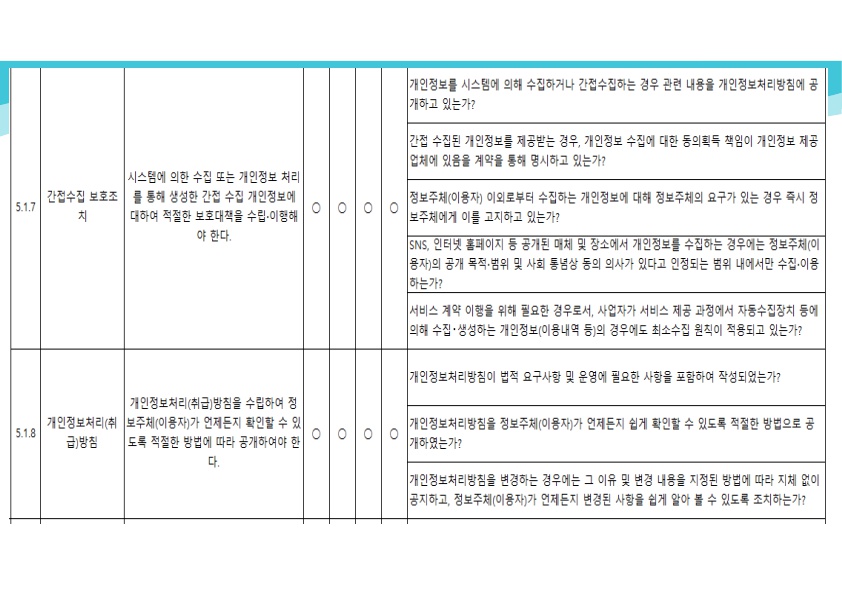 개인정보를 시스템에 의해 수집하거나 간접수집하는 경우 관련 내용을 개인정보처리방침에 공
개하고 있는가?
간접 수집된 개인정보를 제공받는 경우, 개인정보 수집에 대한 동의획득 책임이 개인정보 제공
업체에 있음을 계약을 통해 명시하고 있는가?
5.1.7
간접수집 보호조
치
시스템에 의한 수집 또는 개인정보 처리
를 통해 생성한 간접 수집 개인정보에
대하여 적절한 보호대책을 수립·이행해
야 한다.
○ ○ ○ ○
정보주체(이용자) 이외로부터 수집하는 개인정보에 대해 정보주체의 요구가 있는 경우 즉시 정
보주체에게 이를 고지하고 있는가?
SNS, 인터넷 홈페이지 등 공개된 매체 및 장소에서 개인정보를 수집하는 경우에는 정보주체(이
용자)의 공개 목적·범위 및 사회 통념상 동의 의사가 있다고 인정되는 범위 내에서만 수집·이용
하는가?
서비스 계약 이행을 위해 필요한 경우로서, 사업자가 서비스 제공 과정에서 자동수집장치 등에
의해 수집·생성하는 개인정보(이용내역 등)의 경우에도 최소수집 원칙이 적용되고 있는가?
5.1.8
개인정보처리(취
급)방침
개인정보처리(취급)방침을 수립하여 정
보주체(이용자)가 언제든지 확인할 수 있
도록 적절한 방법에 따라 공개하여야 한
다.
○ ○ ○ ○
개인정보처리방침이 법적 요구사항 및 운영에 필요한 사항을 포함하여 작성되었는가?
개인정보처리방침을 정보주체(이용자)가 언제든지 쉽게 확인할 수 있도록 적절한 방법으로 공
개하였는가?
개인정보처리방침을 변경하는 경우에는 그 이유 및 변경 내용을 지정된 방법에 따라 지체 없이
공지하고, 정보주체(이용자)가 언제든지 변경된 사항을 쉽게 알아 볼 수 있도록 조치하는가?